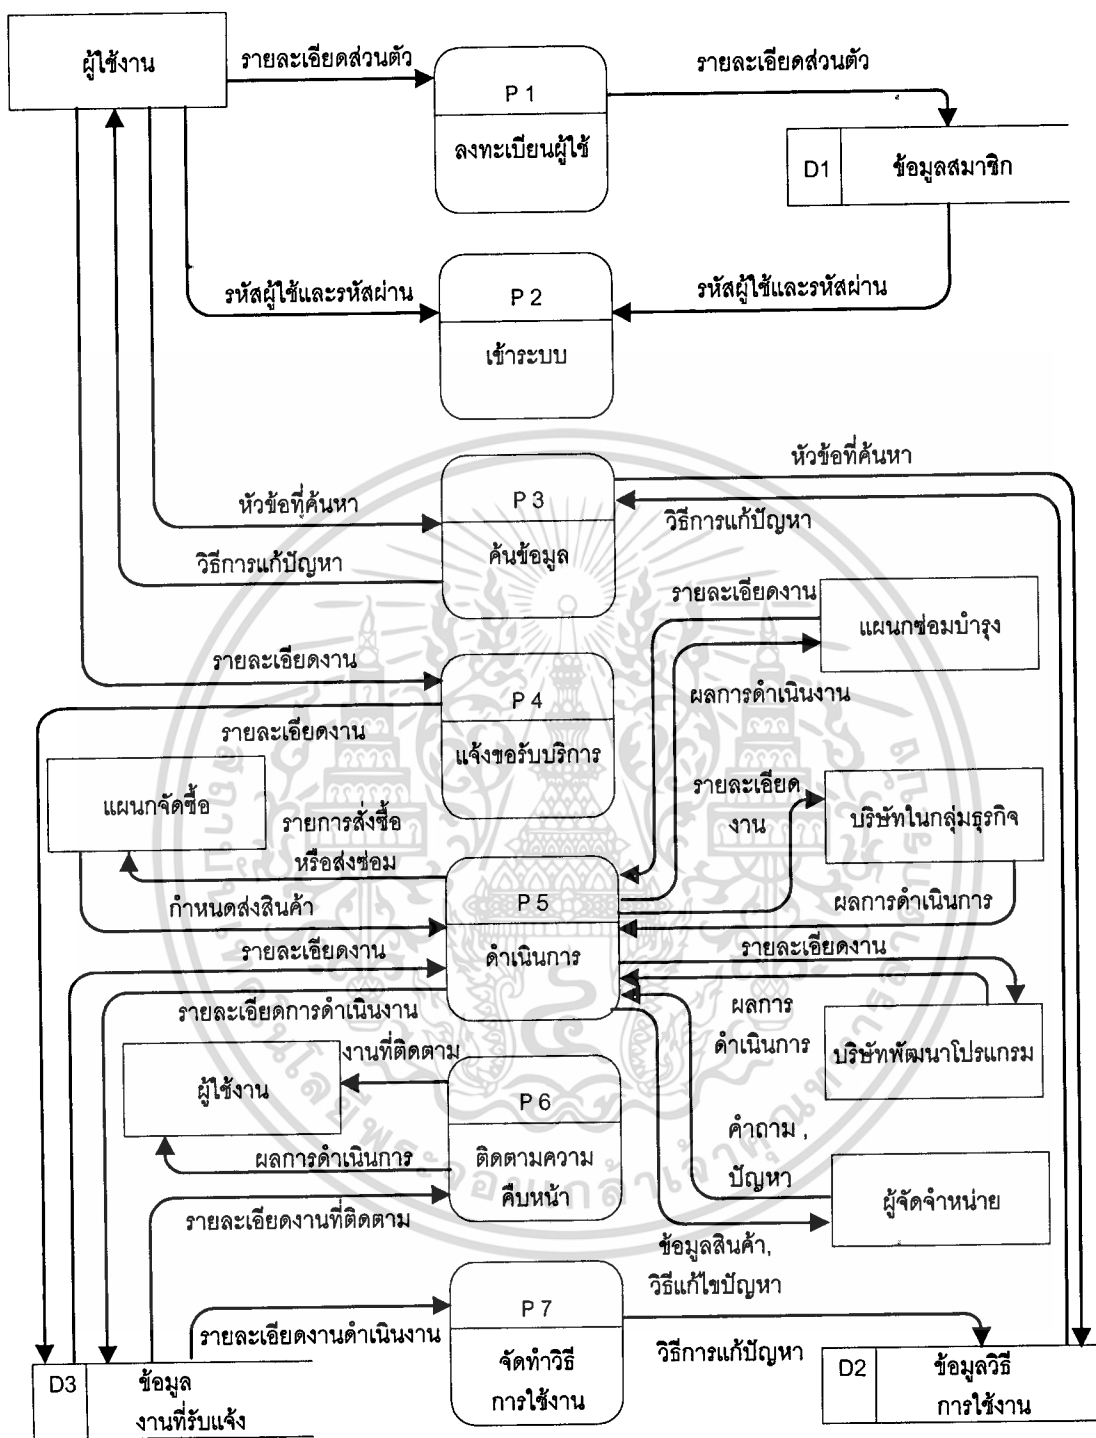 ผู้ใช้งาน
รายละเอียดส่วนตัว
P 1
ลงทะเบียนผู้ใช้
รายละเอียดส่วนตัว
D1
ข้อมูลสมาชิก
รหัสผู้ใช้และรหัสผ่าน
P 2
เข้าระบบ
รหัสผู้ใช้และรหัสผ่าน
หัวข้อที่ค้นหา
หัวข้อที่ค้นหา
P 3
ค้นข้อมูล
วิธีการแก้ปัญหา
วิธีการแก้ปัญหา
รายละเอียดงาน
แผนกซ่อมบำรุง
ผลการดำเนินงาน
รายละเอียดงาน
P 4
แจ้งขอรับบริการ
รายละเอียดงาน
แผนกจัดซื้อ
รายการสั่งซื้อ
หรือส่งซ่อม
กำหนดส่งสินค้า
รายละเอียด
งาน
บริษัทในกลุ่มธุรกิจ
ผลการดำเนินการ
P 5
ดำเนินการ
รายละเอียดงาน
รายละเอียดงาน
รายละเอียดการดำเนินงาน
ผลการ
ดำเนินการ
บริษัทพัฒนาโปรแกรม
งานที่ติดตาม
ผู้ใช้งาน
P 6
ติดตามความ
คืบหน้า
ผลการดำเนินการ
รายละเอียดงานที่ติดตาม
คำถาม ,
ปัญหา
ผู้จัดจำหน่าย
ข้อมูลสินค้า,
วิธีแก้ไขปัญหา
P 7
จัดทำวิธี
การใช้งาน
รายละเอียดงานดำเนินงาน
วิธีการแก้ปัญหา
D3
ข้อมูล
งานที่รับแจ้ง
D2
ข้อมูลวิธี
การใช้งาน
พระจอมเกล้าเจ้าคุณทหารลาดกระบัง